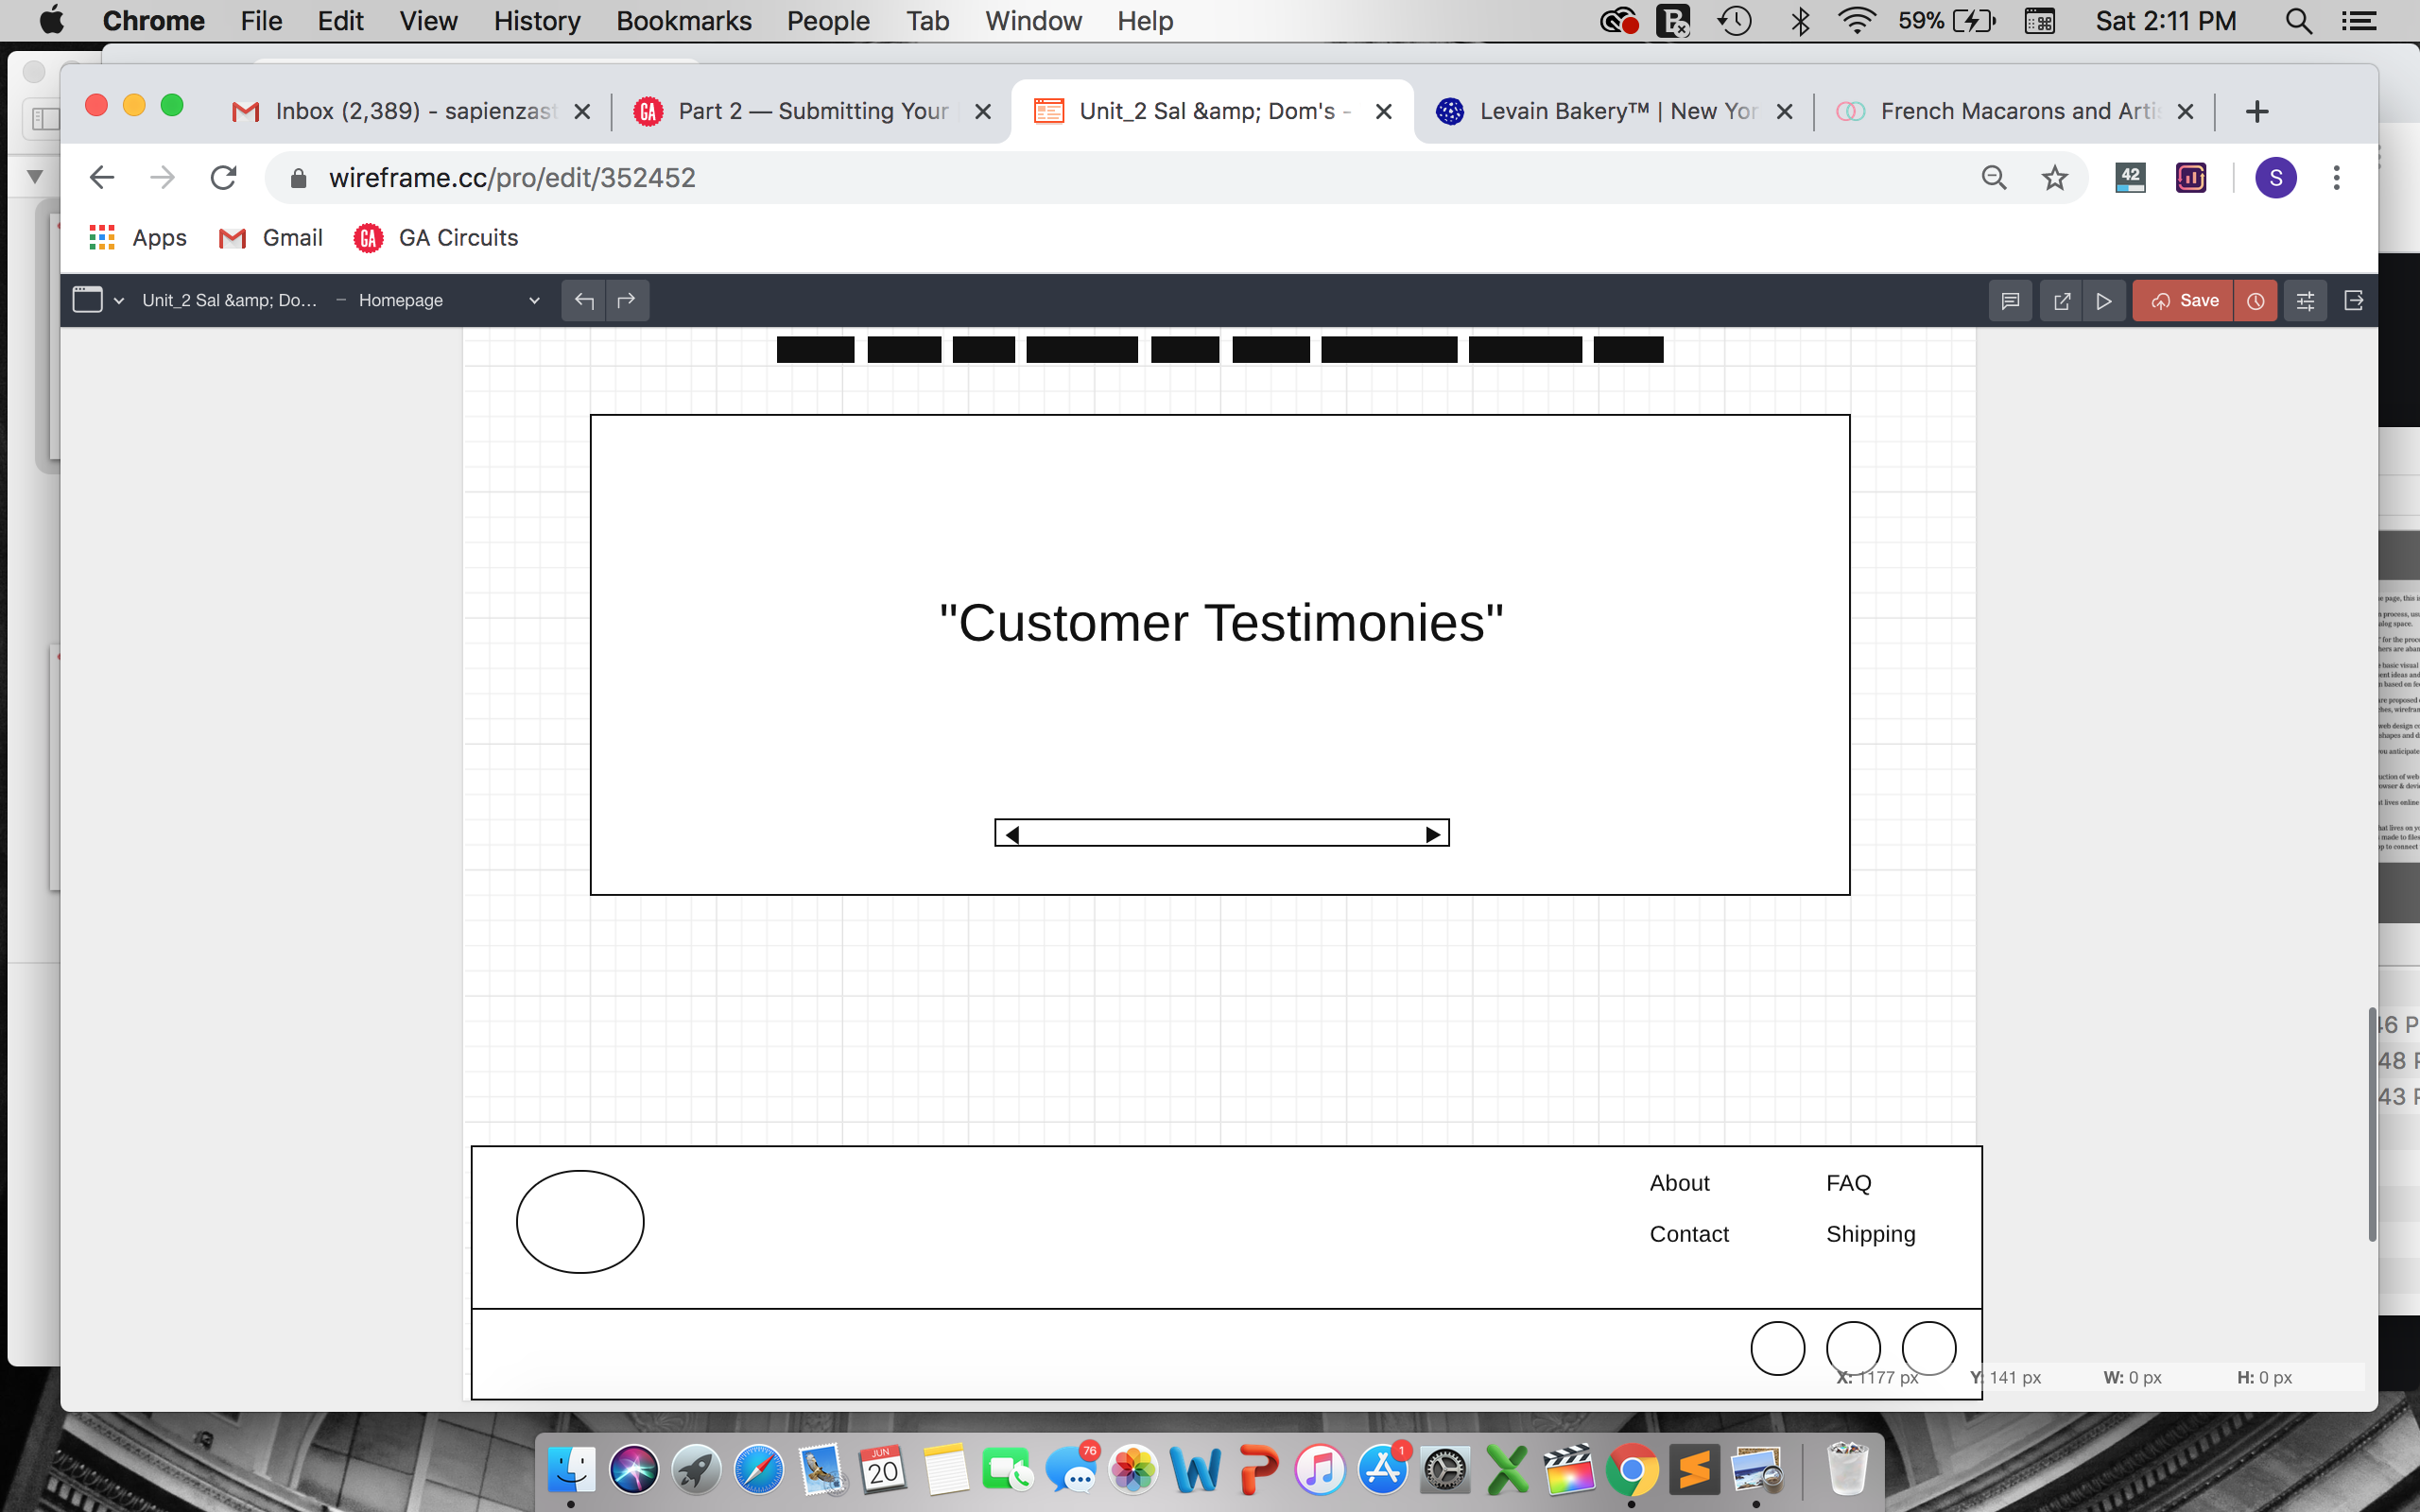 Chrome File Edit View History Bookmarks People Tab Window Help 59% Sat 2:11 PM
Inbox (2,389) - sapienzast Part 2 — Submitting Your Unit_2 Sal &amp; Dom's - Levain Bakery™ | New Yor French Macarons and Arti
wireframe.cc/pro/edit/352452 42 S
Apps Gmail GA GA Circuits
Unit_2 Sal &amp; Do... – Homepage Save
"Customer Testimonies"
About FAQ
Contact Shipping
X: 1177 px Y: 141 px W: 0 px H: 0 px
46 P
48 P
43 P
JUN
20
76
1